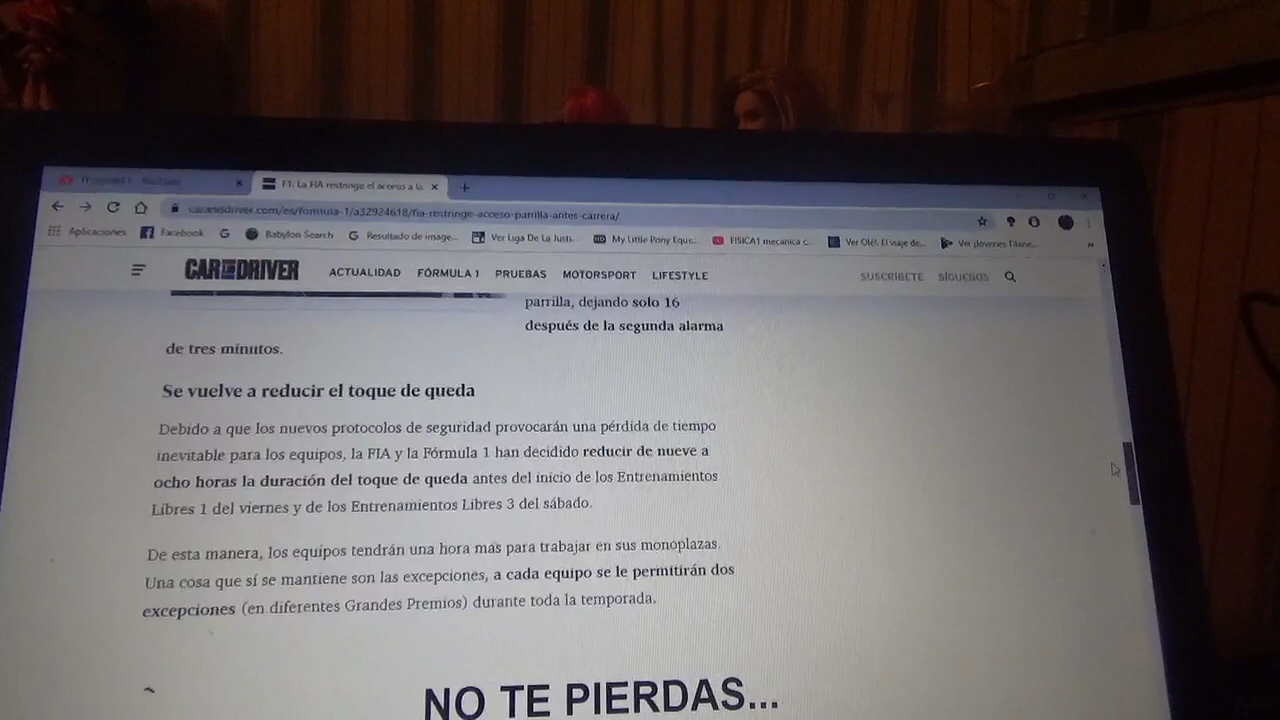 F1: La FIA restringe el acceso a la
caranddriver.com/es/formula-1/a32924618/fia-restringe-acceso-parrilla-antes-carrera/
Aplicaciones Facebook Babylon Search Resultado de image... Ver Liga De La Justi... My Little Pony Eque... FISICA1 mecanica c... Ver Olé!, El viaje de... Ver ¡Jóvenes Titane... »
CAR AND DRIVER ACTUALIDAD FÓRMULA 1 PRUEBAS MOTORSPORT LIFESTYLE SUSCRÍBETE SÍGUENOS
parrilla, dejando solo 16
después de la segunda alarma
de tres minutos.
Se vuelve a reducir el toque de queda
Debido a que los nuevos protocolos de seguridad provocarán una pérdida de tiempo
inevitable para los equipos, la FIA y la Fórmula 1 han decidido reducir de nueve a
ocho horas la duración del toque de queda antes del inicio de los Entrenamientos
Libres 1 del viernes y de los Entrenamientos Libres 3 del sábado.
De esta manera, los equipos tendrán una hora más para trabajar en sus monoplazas.
Una cosa que sí se mantiene son las excepciones, a cada equipo se le permitirán dos
excepciones (en diferentes Grandes Premios) durante toda la temporada.
NO TE PIERDAS...